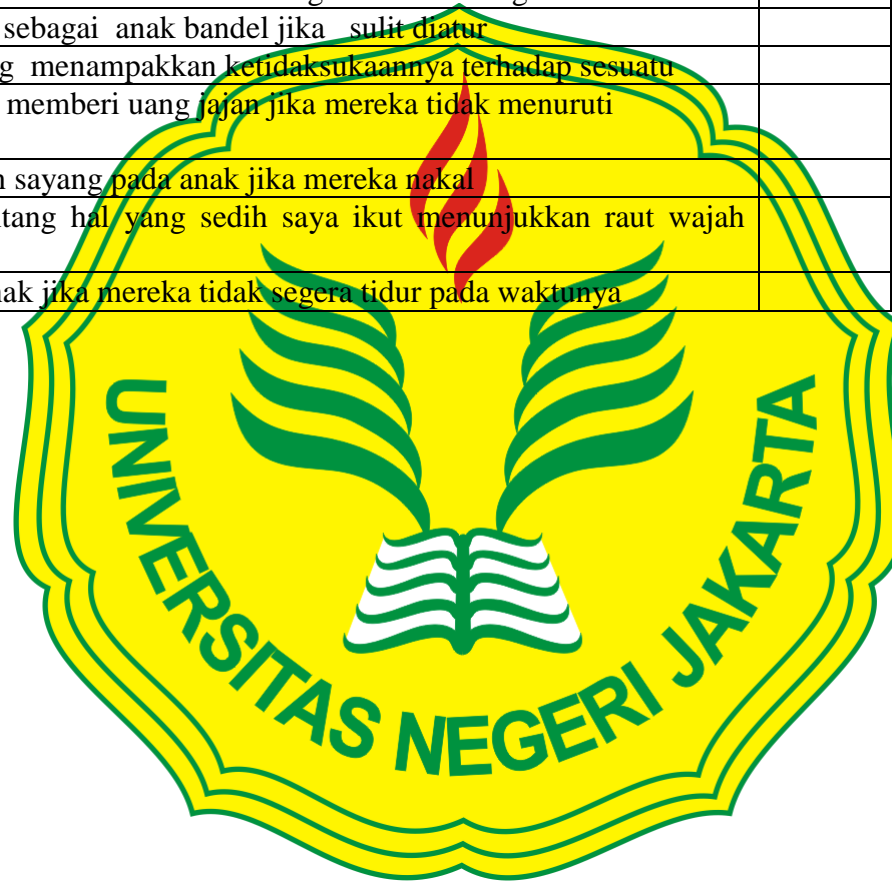 sebagai anak bandel jika sulit diatur
menampakkan ketidaksukaannya terhadap sesuatu
memberi uang jajan jika mereka tidak menuruti
sayang pada anak jika mereka nakal
hal yang sedih saya ikut menunjukkan raut wajah
jika mereka tidak segera tidur pada waktunya
UNIVERSITAS NEGERI JAKARTA